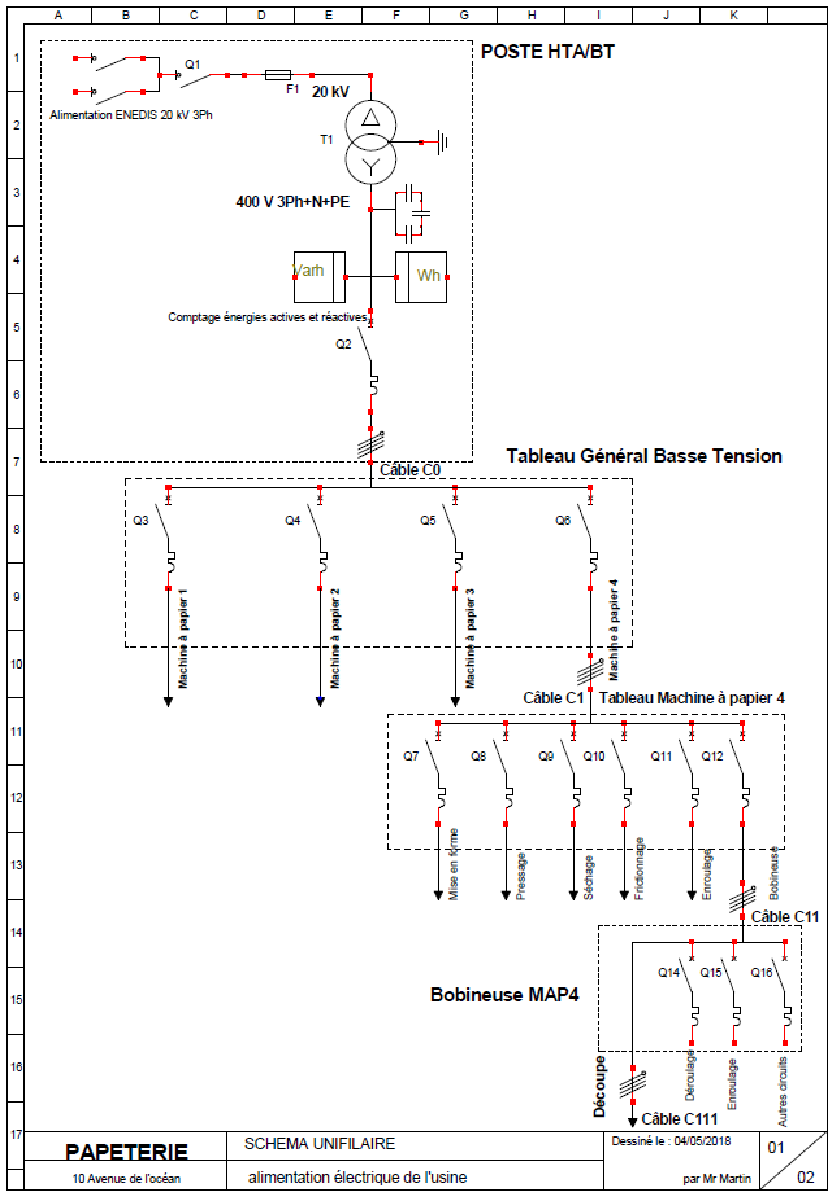 A B C D E F G H I J K
1
2
3
4
5
6
7
8
9
10
11
12
13
14
15
16
17
POSTE HTA/BT
Q1
F1
20 kV
Alimentation ENEDIS 20 kV 3Ph
T1
400 V 3Ph+N+PE
Varh
Wh
Comptage énergies actives et réactives
Q2
Câble C0
Tableau Général Basse Tension
Q3
Q4
Q5
Q6
Machine à papier 1
Machine à papier 2
Machine à papier 3
Machine à papier 4
Câble C1
Tableau Machine à papier 4
Q7
Q8
Q9
Q10
Q11
Q12
Mise en forme
Pressage
Séchage
Frictionnage
Enroulage
Bobineuse
Câble C11
Bobineuse MAP4
Q14
Q15
Q16
Découpe
Déroulage
Enroulage
Autres circuits
Câble C111
PAPETERIE
10 Avenue de l'océan
SCHEMA UNIFILAIRE
alimentation électrique de l'usine
Dessiné le : 04/05/2018
par Mr Martin
01
02